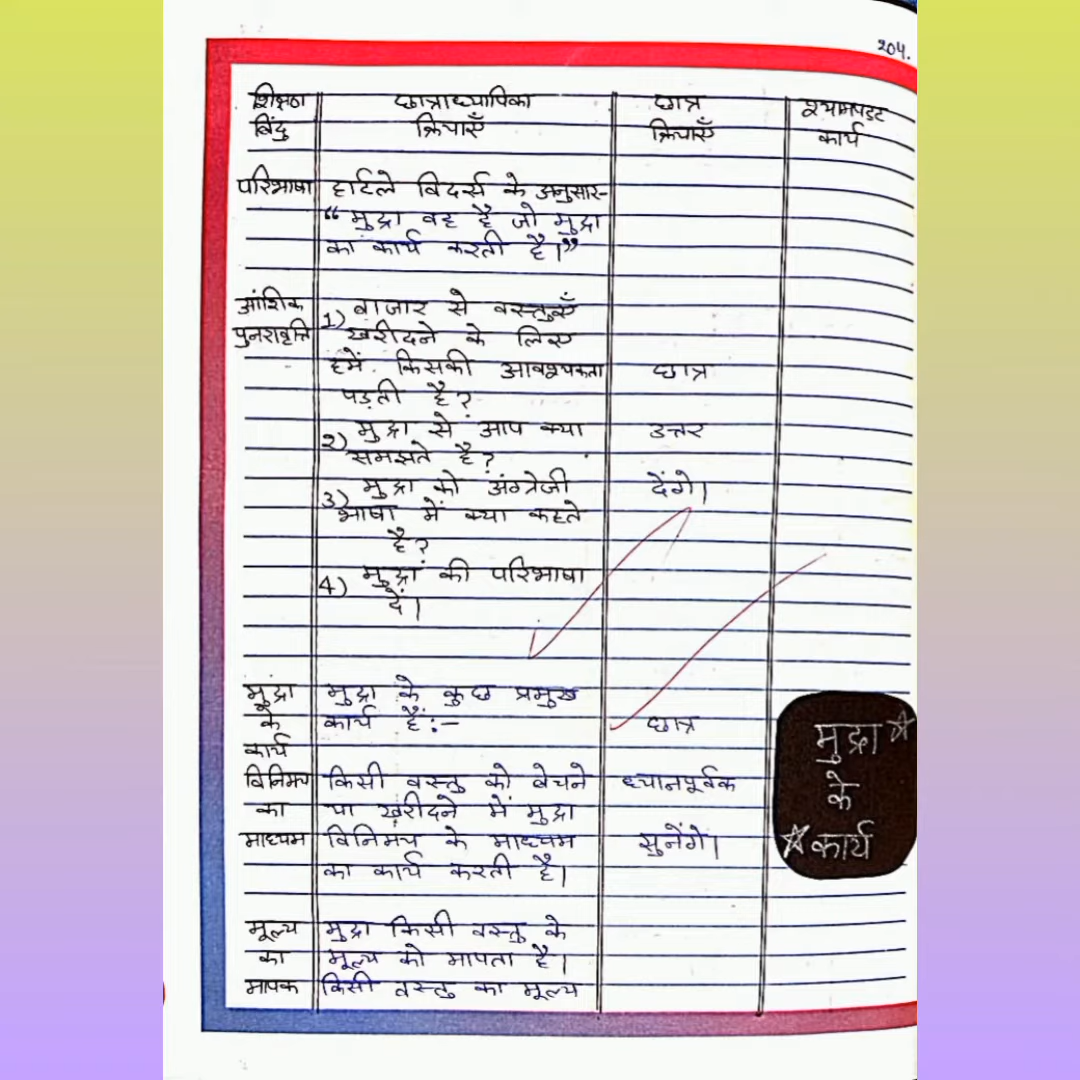 204.
शिक्षण छात्राध्यापिका छात्र श्यामपट्ट
बिंदु क्रियाएँ क्रियाएँ कार्य
परिभाषा हार्टले विदर्स के अनुसार-
“ मुद्रा वह है जो मुद्रा
का कार्य करती है।”
आंशिक 1) बाजार से वस्तुएँ
पुनरावृत्ति खरीदने के लिए
हमें किसकी आवश्यकता छात्र
पड़ती है?
2) मुद्रा से आप क्या उत्तर
समझते है?
3) मुद्रा को अंग्रेजी देंगे।
भाषा में क्या कहते
है?
4) मुद्रा की परिभाषा
दें।
मुद्रा मुद्रा के कुछ प्रमुख
के कार्य हैं:- छात्र
कार्य
विनिमय किसी वस्तु को बेचने ध्यानपूर्वक
का या खरीदने में मुद्रा
माध्यम विनिमय के माध्यम सुनेंगे।
का कार्य करती है।
मुद्रा
के
कार्य
मूल्य मुद्रा किसी वस्तु के
का मूल्य को मापता है।
मापक किसी वस्तु का मूल्य